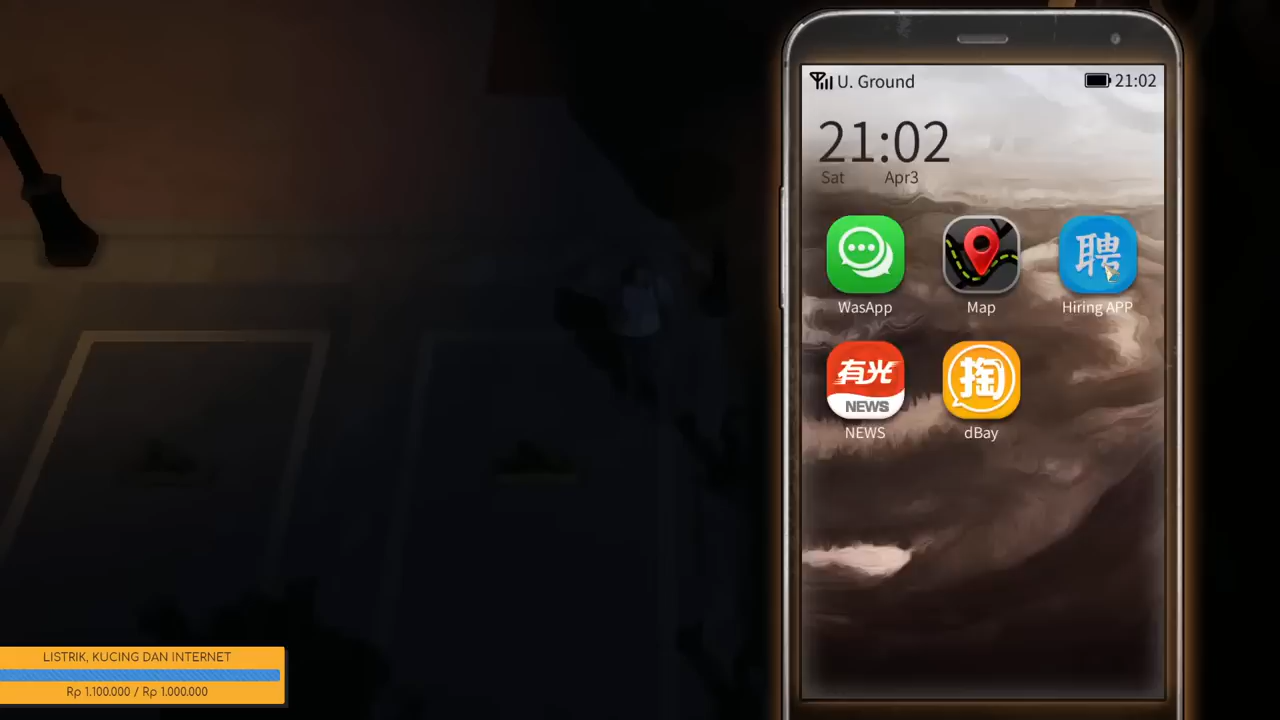 U. Ground
21:02
21:02
Sat Apr3
聘
WasApp
Map
Hiring APP
有光
NEWS
掏
NEWS
dBay
LISTRIK, KUCING DAN INTERNET
Rp 1.100.000 / Rp 1.000.000